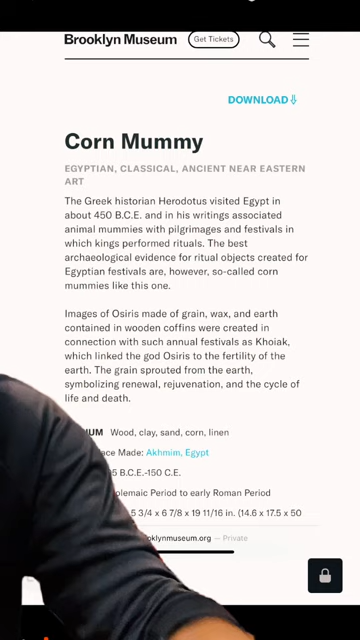 Brooklyn Museum
Get Tickets
DOWNLOAD
Corn Mummy
EGYPTIAN, CLASSICAL, ANCIENT NEAR EASTERN
ART
The Greek historian Herodotus visited Egypt in
about 450 B.C.E. and in his writings associated
animal mummies with pilgrimages and festivals in
which kings performed rituals. The best
archaeological evidence for ritual objects created for
Egyptian festivals are, however, so-called corn
mummies like this one.
Images of Osiris made of grain, wax, and earth
contained in wooden coffins were created in
connection with such annual festivals as Khoiak,
which linked the god Osiris to the fertility of the
earth. The grain sprouted from the earth,
symbolizing renewal, rejuvenation, and the cycle of
life and death.
Wood, clay, sand, corn, linen
Made: Akhmim, Egypt
B.C.E.-150 C.E.
Period to early Roman Period
5 3/4 x 6 7/8 x 19 11/16 in. (14.6 x 17.5 x 50
oklynmuseum.org — Private